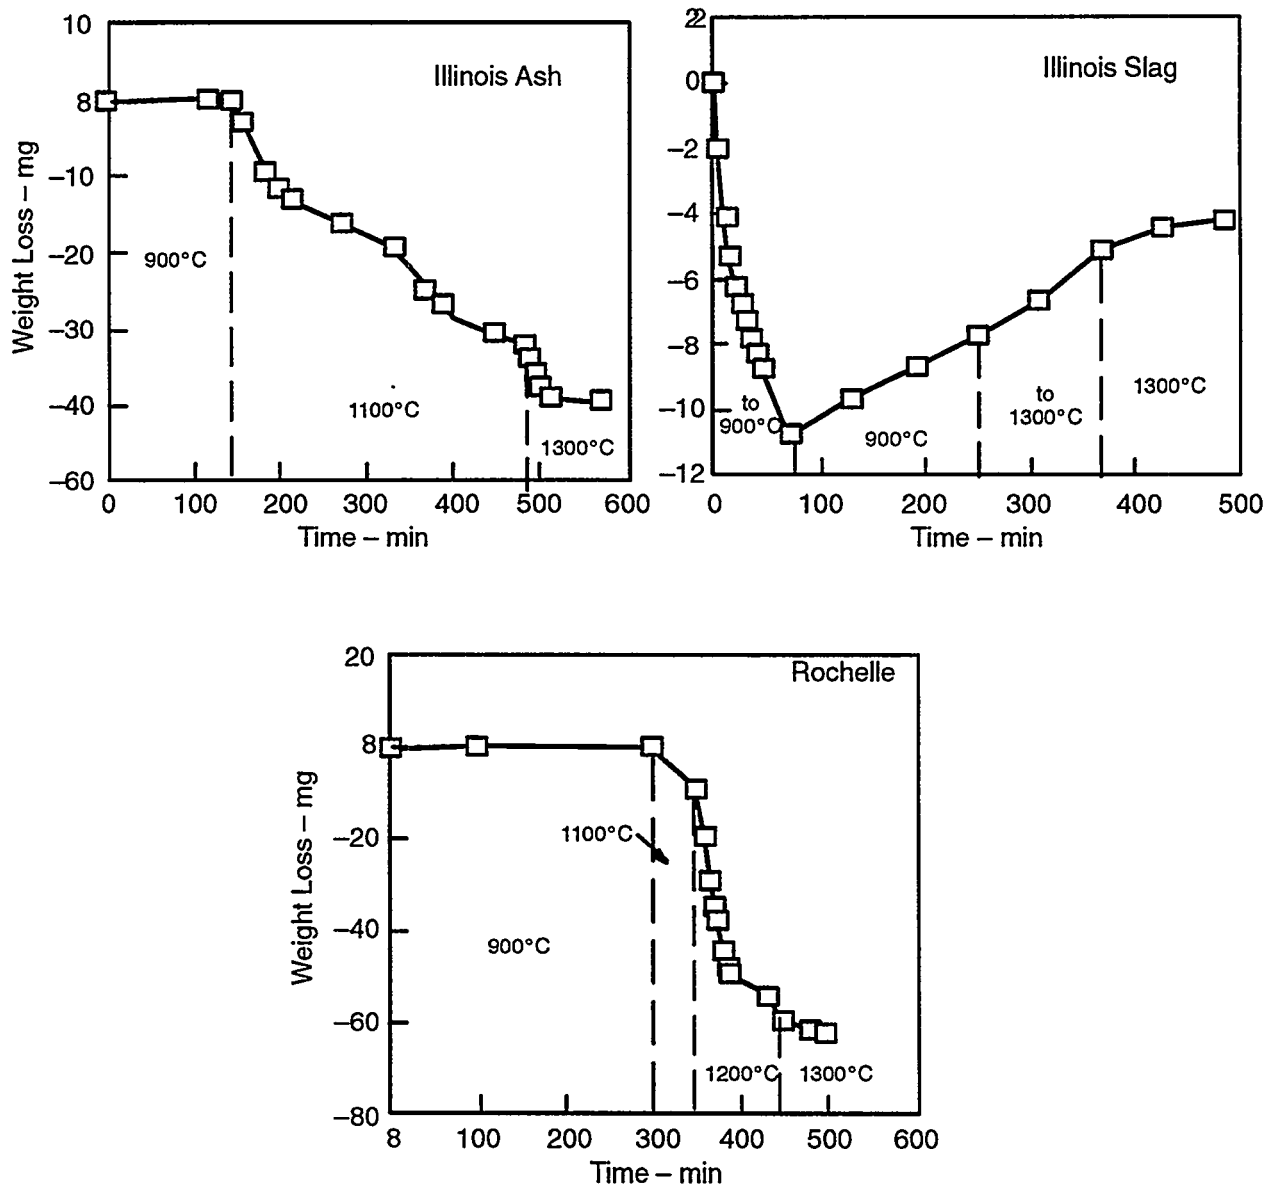 10
Illinois Ash
8
−10
−20
−30
−40
−60
Weight Loss – mg
900°C
1100°C
1300°C
0 100 200 300 400 500 600
Time – min
22
Illinois Slag
0
−2
−4
−6
−8
−10
−12
to
900°C
900°C
to
1300°C
1300°C
0 100 200 300 400 500
Time – min
20
Rochelle
8
−20
−40
−60
−80
Weight Loss – mg
1100°C
900°C
1200°C
1300°C
8 100 200 300 400 500 600
Time – min